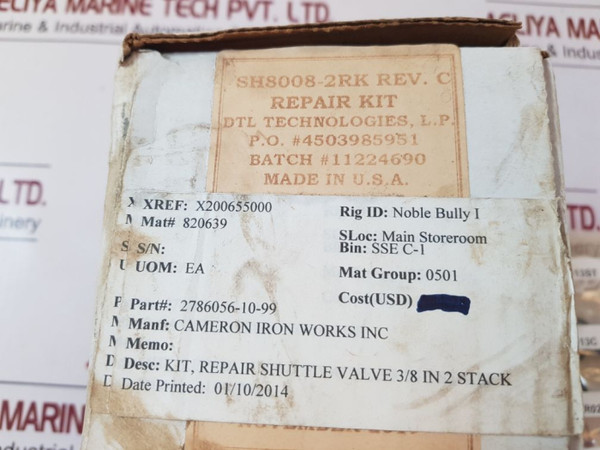 AELIYA MARINE TECH PVT. LTD.
SH8008-2RK REV. C
REPAIR KIT
DTL TECHNOLOGIES, L.P.
P.O. #4503985951
BATCH #11224690
MADE IN U.S.A.
XREF: X200655000
Mat# 820639
S/N:
UOM: EA
Part#: 2786056-10-99
Manf: CAMERON IRON WORKS INC
Memo:
Desc: KIT, REPAIR SHUTTLE VALVE 3/8 IN 2 STACK
Date Printed: 01/10/2014
Rig ID: Noble Bully I
SLoc: Main Storeroom
Bin: SSE C-1
Mat Group: 0501
Cost(USD)
LTD.
MARIN
Industrial